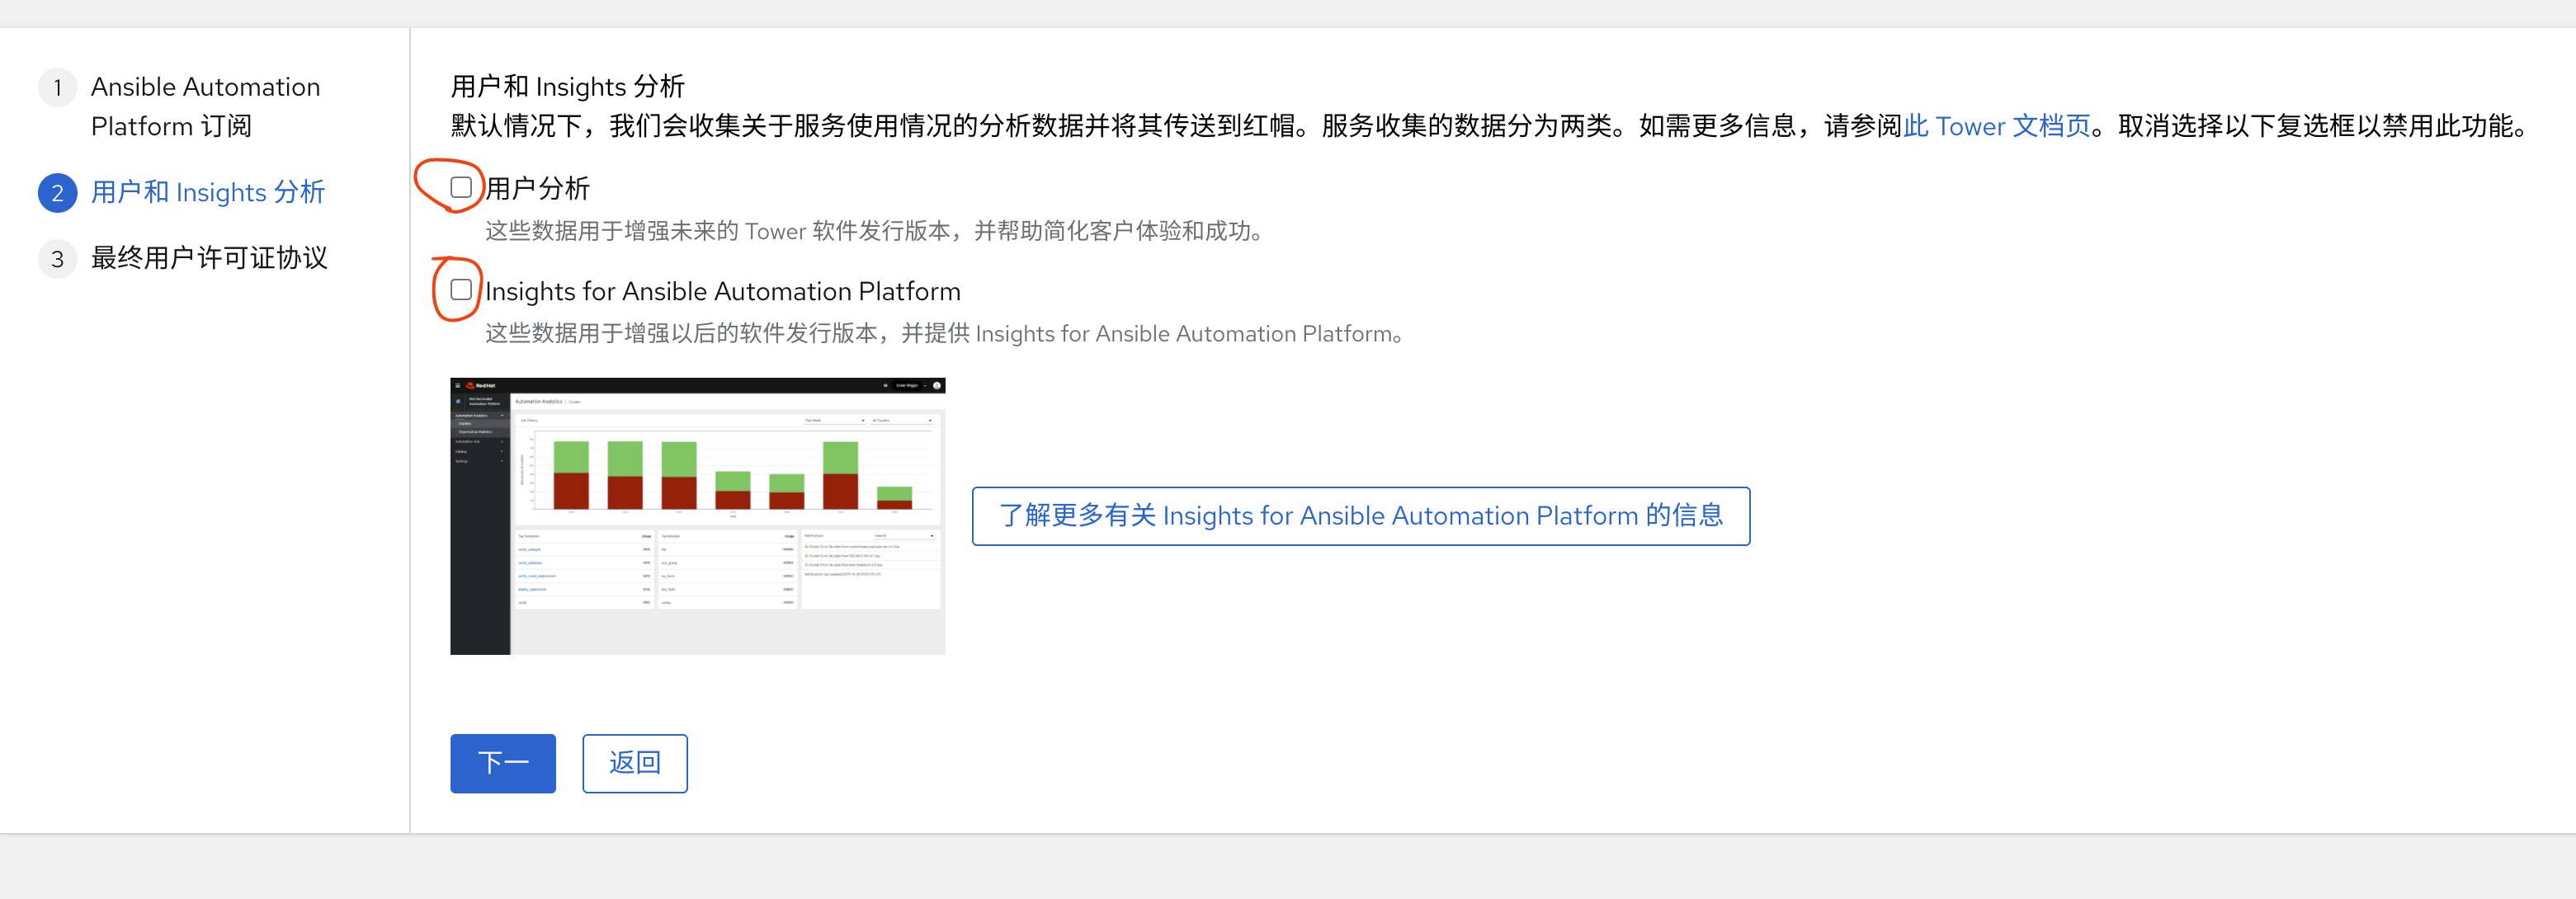 1 Ansible Automation
Platform 订阅
2 用户和 Insights 分析
3 最终用户许可证协议
用户和 Insights 分析
默认情况下，我们会收集关于服务使用情况的分析数据并将其传送到红帽。服务收集的数据分为两类。如需更多信息，请参阅此 Tower 文档页。取消选择以下复选框以禁用此功能。
用户分析
这些数据用于增强未来的 Tower 软件发行版本，并帮助简化客户体验和成功。
Insights for Ansible Automation Platform
这些数据用于增强以后的软件发行版本，并提供 Insights for Ansible Automation Platform。
Red Hat
Automation Analytics
Clusters
了解更多有关 Insights for Ansible Automation Platform 的信息
下一
返回